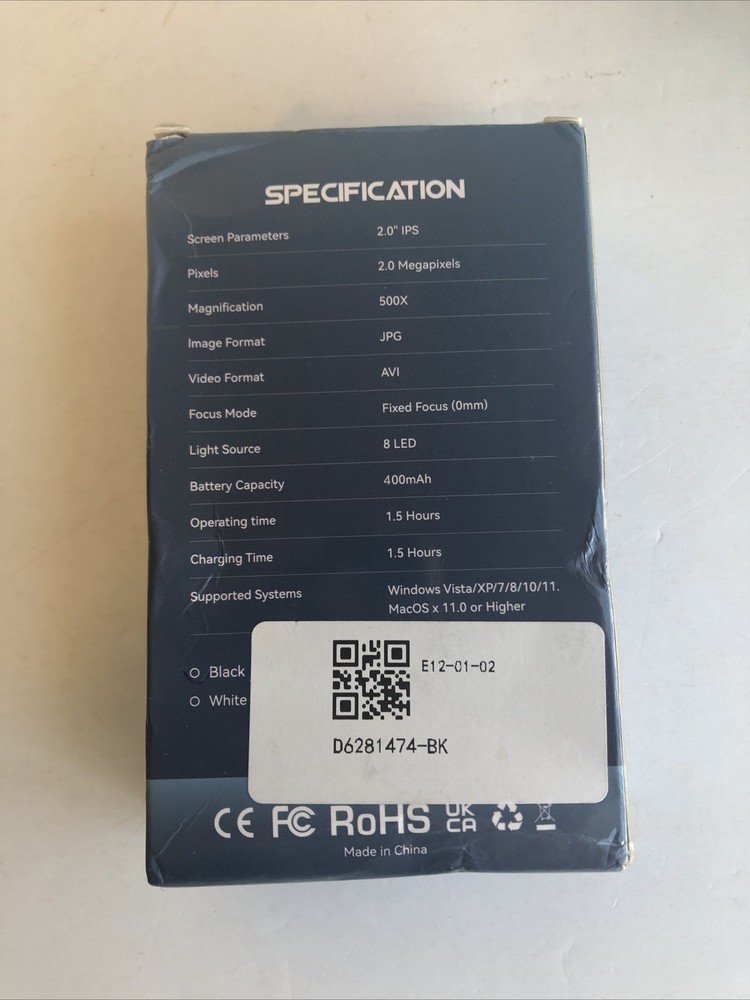 SPECIFICATION
Screen Parameters 2.0" IPS
Pixels 2.0 Megapixels
Magnification 500X
Image Format JPG
Video Format AVI
Focus Mode Fixed Focus (0mm)
Light Source 8 LED
Battery Capacity 400mAh
Operating time 1.5 Hours
Charging Time 1.5 Hours
Supported Systems Windows Vista/XP/7/8/10/11.
MacOS x 11.0 or Higher
Black
White
E12-01-02
D6281474-BK
CE FC RoHS UK
CA
Made in China